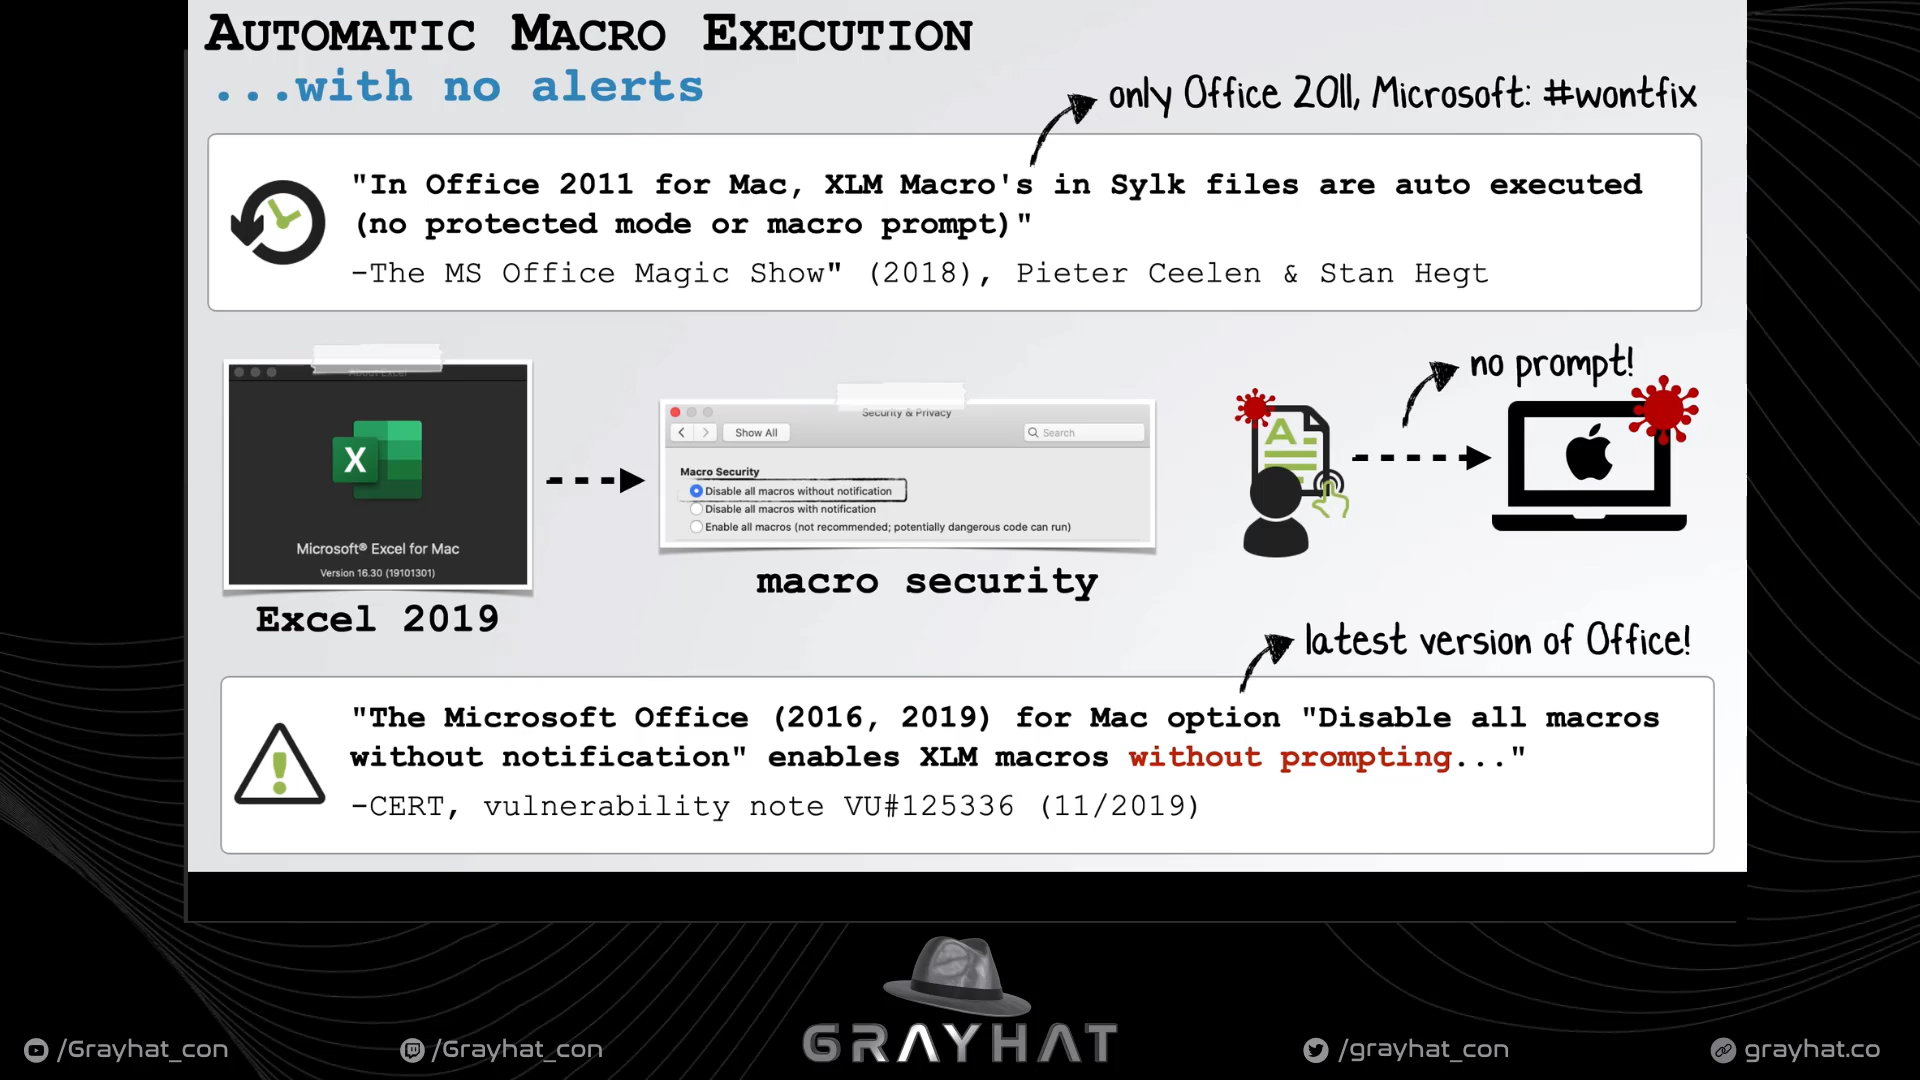 AUTOMATIC MACRO EXECUTION
...with no alerts
only Office 2011, Microsoft: #wontfix
"In Office 2011 for Mac, XLM Macro's in Sylk files are auto executed
(no protected mode or macro prompt)"
-The MS Office Magic Show" (2018), Pieter Ceelen & Stan Hegt
no prompt!
About Excel
X
Microsoft® Excel for Mac
Version 16.30 (19101301)
Excel 2019
Security & Privacy
Show All
Search
Macro Security
Disable all macros without notification
Disable all macros with notification
Enable all macros (not recommended; potentially dangerous code can run)
macro security
A
latest version of Office!
"The Microsoft Office (2016, 2019) for Mac option "Disable all macros
without notification" enables XLM macros without prompting..."
-CERT, vulnerability note VU#125336 (11/2019)
GRAYHAT
/Grayhat_con
/Grayhat_con
/grayhat_con
grayhat.co